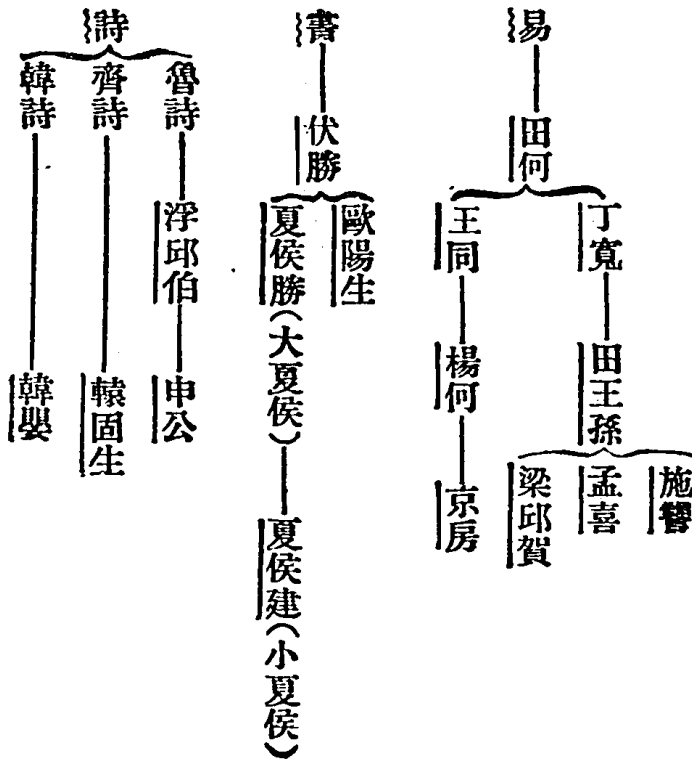 易
田何
丁寬
田王孫
施讐
孟喜
梁邱賀
王同
楊何
京房
書
伏勝
歐陽生
夏侯勝(大夏侯)
夏侯建(小夏侯)
詩
魯詩
浮邱伯
申公
齊詩
轅固生
韓詩
韓嬰